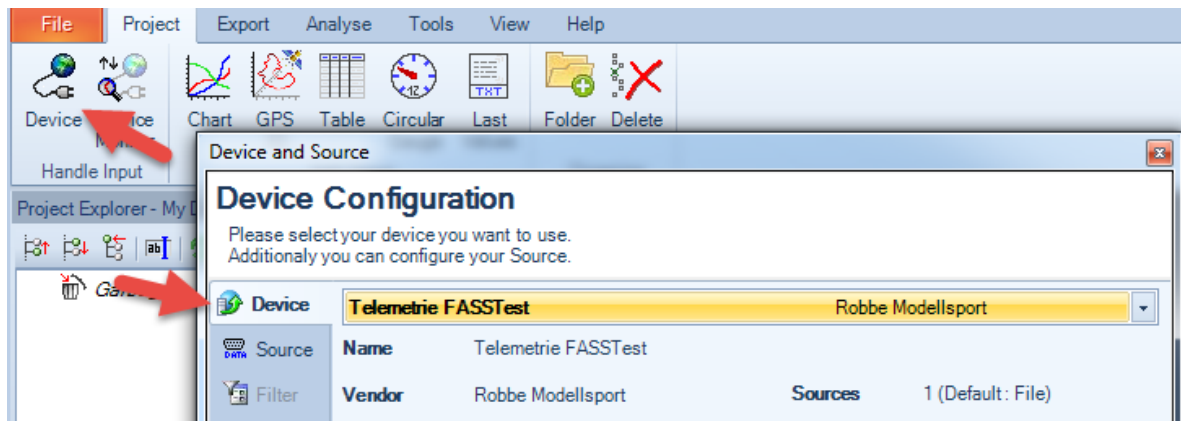 File Project Export Analyse Tools View Help
TXT
Device Chart GPS Table Circular Last Folder Delete
Handle Input
Device and Source
Project Explorer - My
Device Configuration
Please select your device you want to use.
Additionaly you can configure your Source.
Device Telemetrie FASSTest Robbe Modellsport
DATA Source Name Telemetrie FASSTest
Filter Vendor Robbe Modellsport Sources 1 (Default: File)